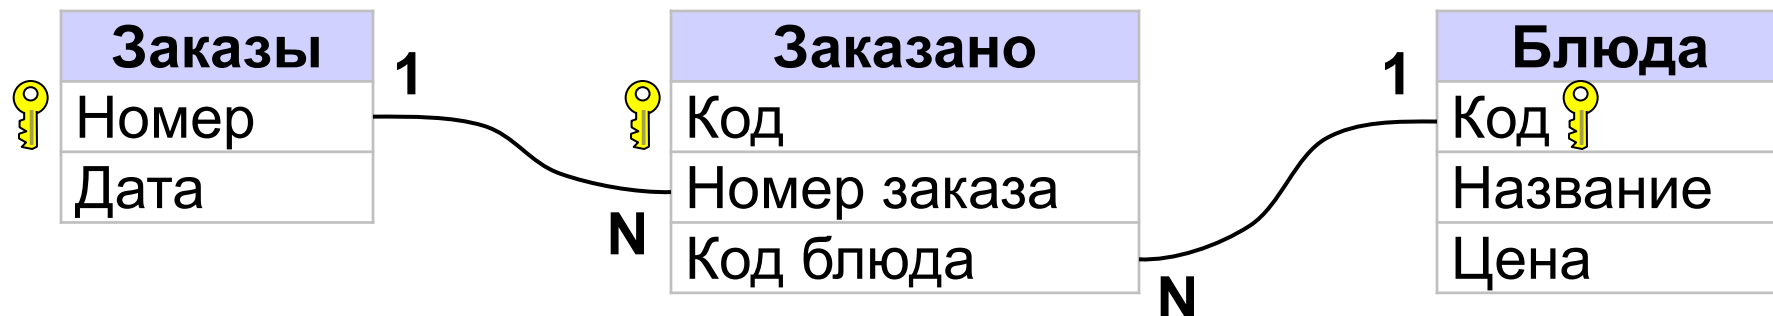 Заказы
Номер
Дата
1
N
Заказано
Код
Номер заказа
Код блюда
N
1
Блюда
Код
Название
Цена